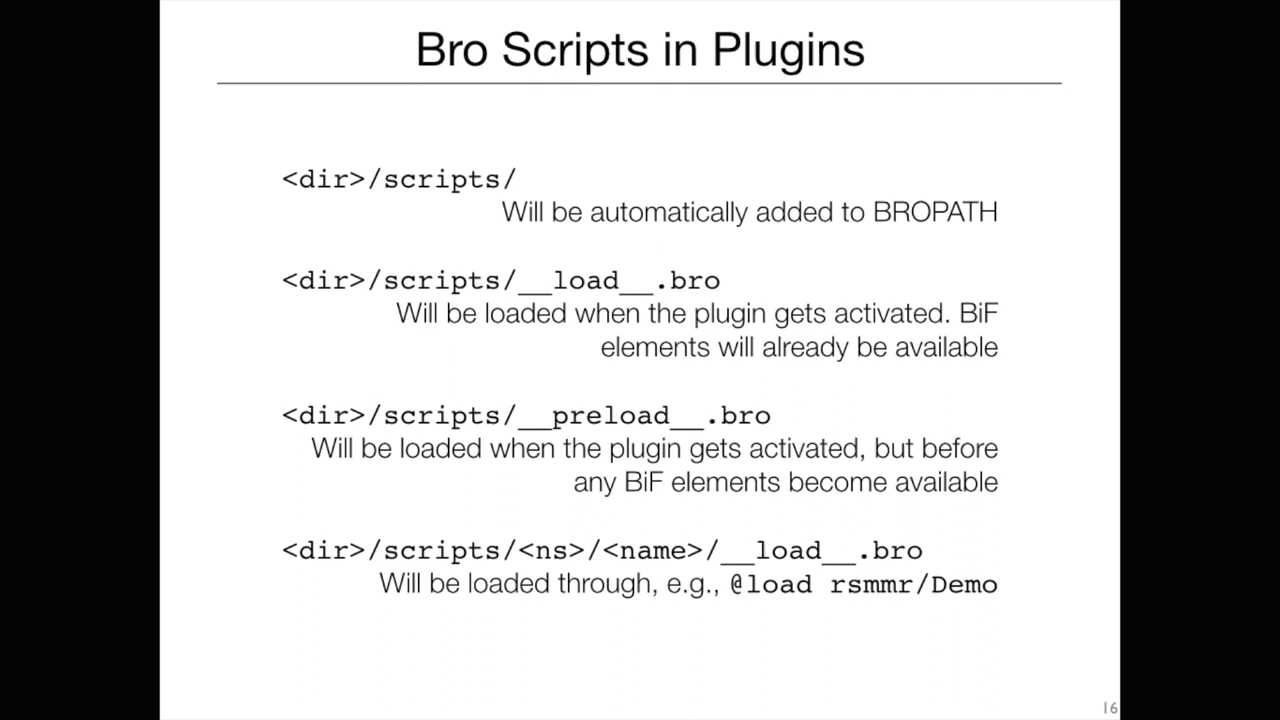 Bro Scripts in Plugins
<dir>/scripts/
Will be automatically added to BROPATH
<dir>/scripts/__load__.bro
Will be loaded when the plugin gets activated. BiF
elements will already be available
<dir>/scripts/__preload__.bro
Will be loaded when the plugin gets activated, but before
any BiF elements become available
<dir>/scripts/<ns>/<name>/__load__.bro
Will be loaded through, e.g., @load rsmmr/Demo
16